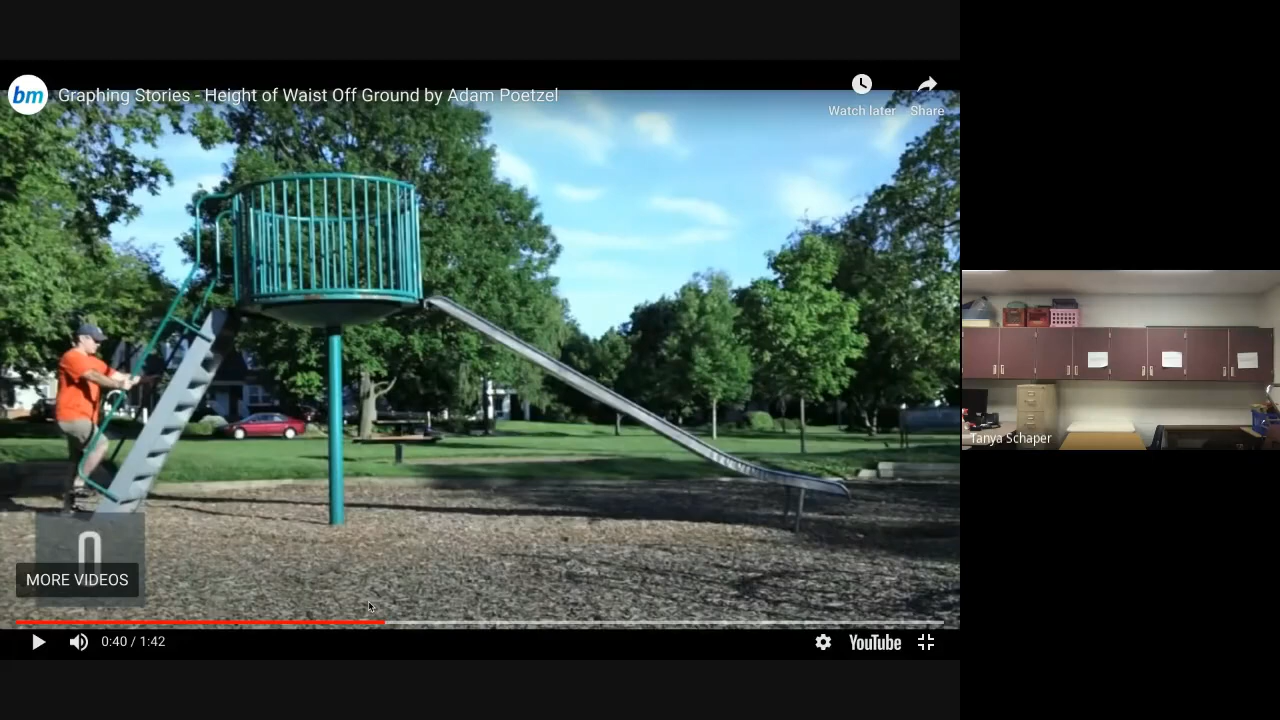 bm
Graphing Stories - Height of Waist Off Ground by Adam Poetzel
Watch later
Share
Tanya Schaper
0
MORE VIDEOS
0:40 / 1:42
YouTube